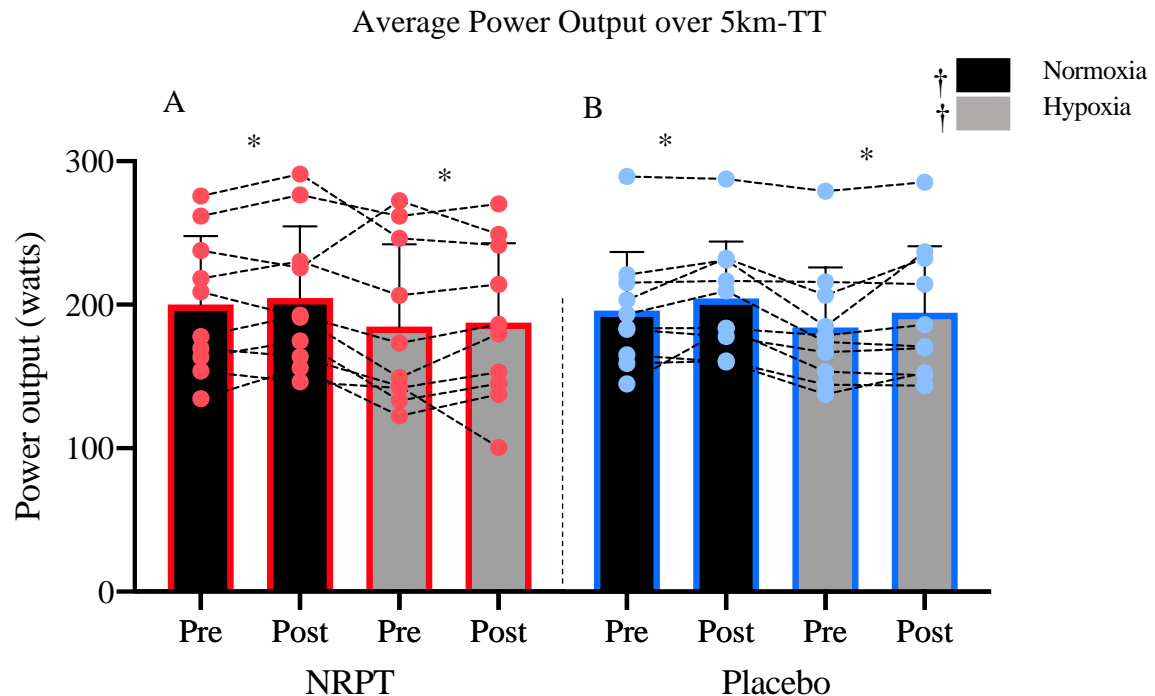 Average Power Output over 5km-TT
† Normoxia
† Hypoxia
A
B
*
*
*
*
Power output (watts)
300
200
100
0
Pre Post Pre Post Pre Post Pre Post
NRPT Placebo